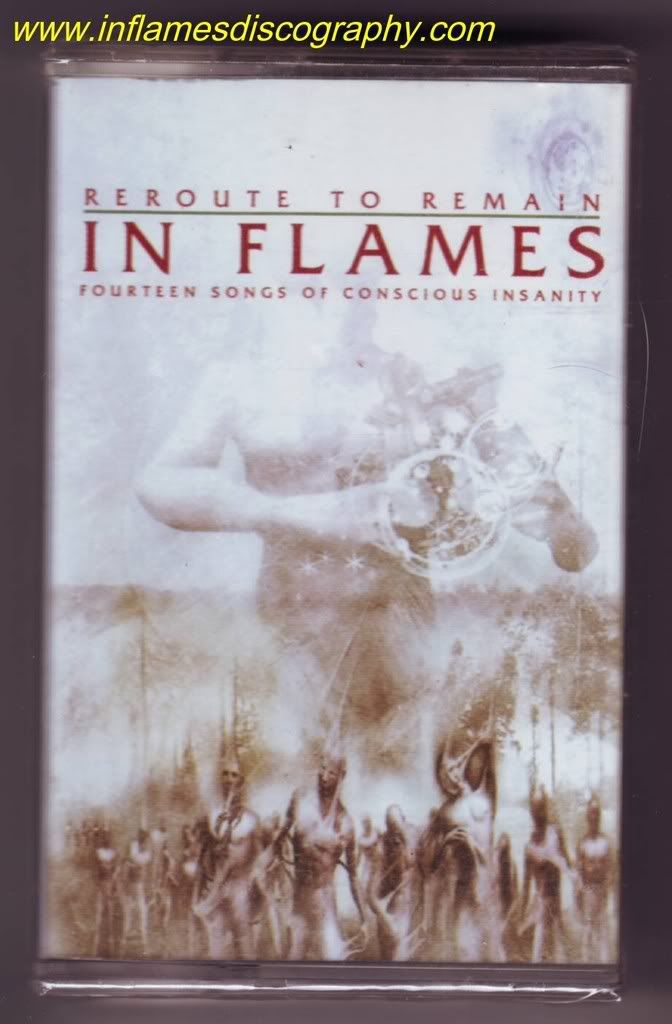 www.inflamesdiscography.com
REROUTE TO REMAIN
IN FLAMES
FOURTEEN SONGS OF CONSCIOUS INSANITY